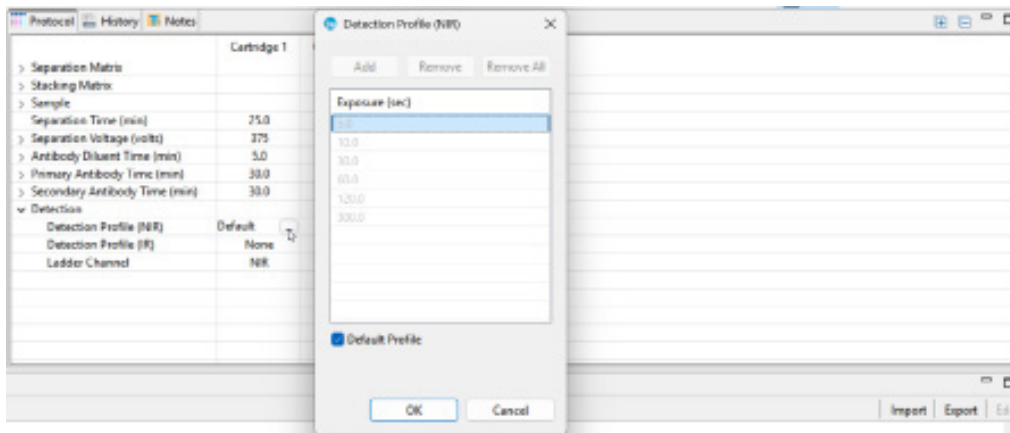 Protocol History Notes
Cartridge 1
Separation Matrix
Stacking Matrix
Sample
Separation Time (min) 25.0
Separation Voltage (volts) 375
Antibody Diluent Time (min) 5.0
Primary Antibody Time (min) 30.0
Secondary Antibody Time (min) 30.0
Detection
Detection Profile (NIR) Default
Detection Profile (IR) None
Ladder Channel NIR
Detection Profile (NIR)
Add Remove Remove All
Exposure (sec)
5.0
10.0
30.0
60.0
120.0
300.0
Default Profile
OK Cancel
Import Export